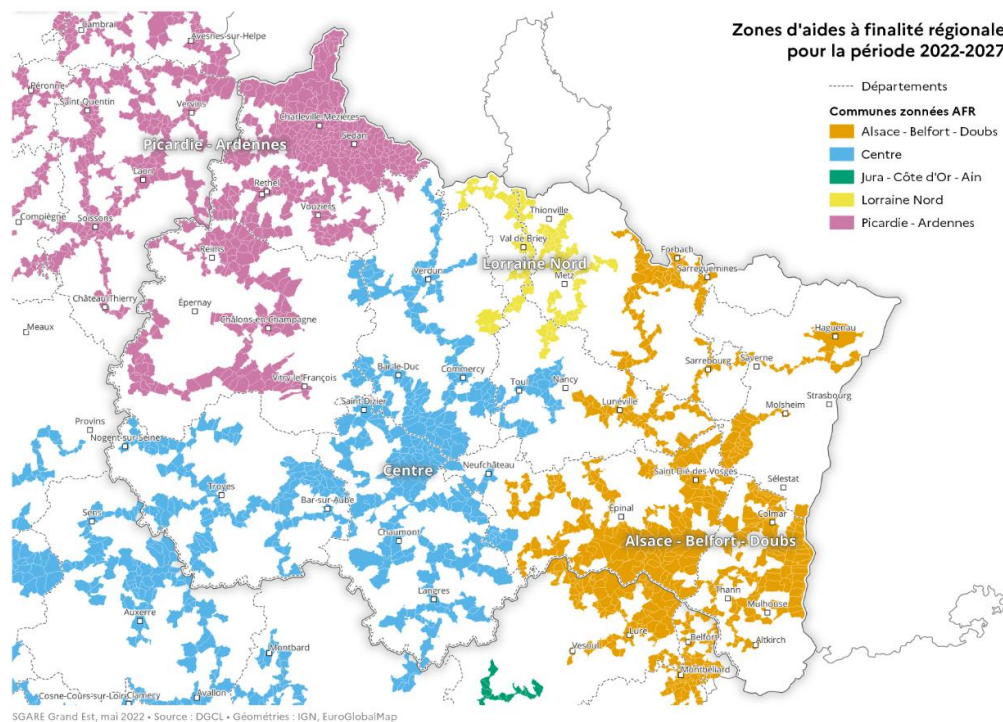 Zones d'aides à finalité régionale
pour la période 2022-2027
Départements
Communes zonnées AFR
Alsace - Belfort - Doubs
Centre
Jura - Côte d'Or - Ain
Lorraine Nord
Picardie - Ardennes
Cambrai
Avesnes-sur-Helpe
Péronne
Saint-Quentin
Vervins
Charleville-Mézières
Sedan
Picardie - Ardennes
Laon
Rethel
Vouziers
Compiègne
Soissons
Reims
Thionville
Val de Briey
Lorraine Nord
Metz
Forbach
Sarreguemines
Verdun
Château-Thierry
Épernay
Châlons-en-Champagne
Meaux
Haguenau
Sarrebourg
Saverne
Vitry-le-François
Bar-le-Duc
Commercy
Toul
Nancy
Saint-Dizier
Lunéville
Strasbourg
Molsheim
Provins
Nogent-sur-Seine
Centre
Neufchâteau
Saint-Dié-des-Vosges
Sélestat
Troyes
Bar-sur-Aube
Épinal
Colmar
Sens
Chaumont
Alsace - Belfort - Doubs
Langres
Thann
Mulhouse
Auxerre
Lure
Belfort
Altkirch
Vesoul
Montbard
Montbéliard
Cosne-Cours-sur-Loire
Clamecy
Avallon
SGARE Grand Est, mai 2022 • Source : DGCL • Géométries : IGN, EuroGlobalMap